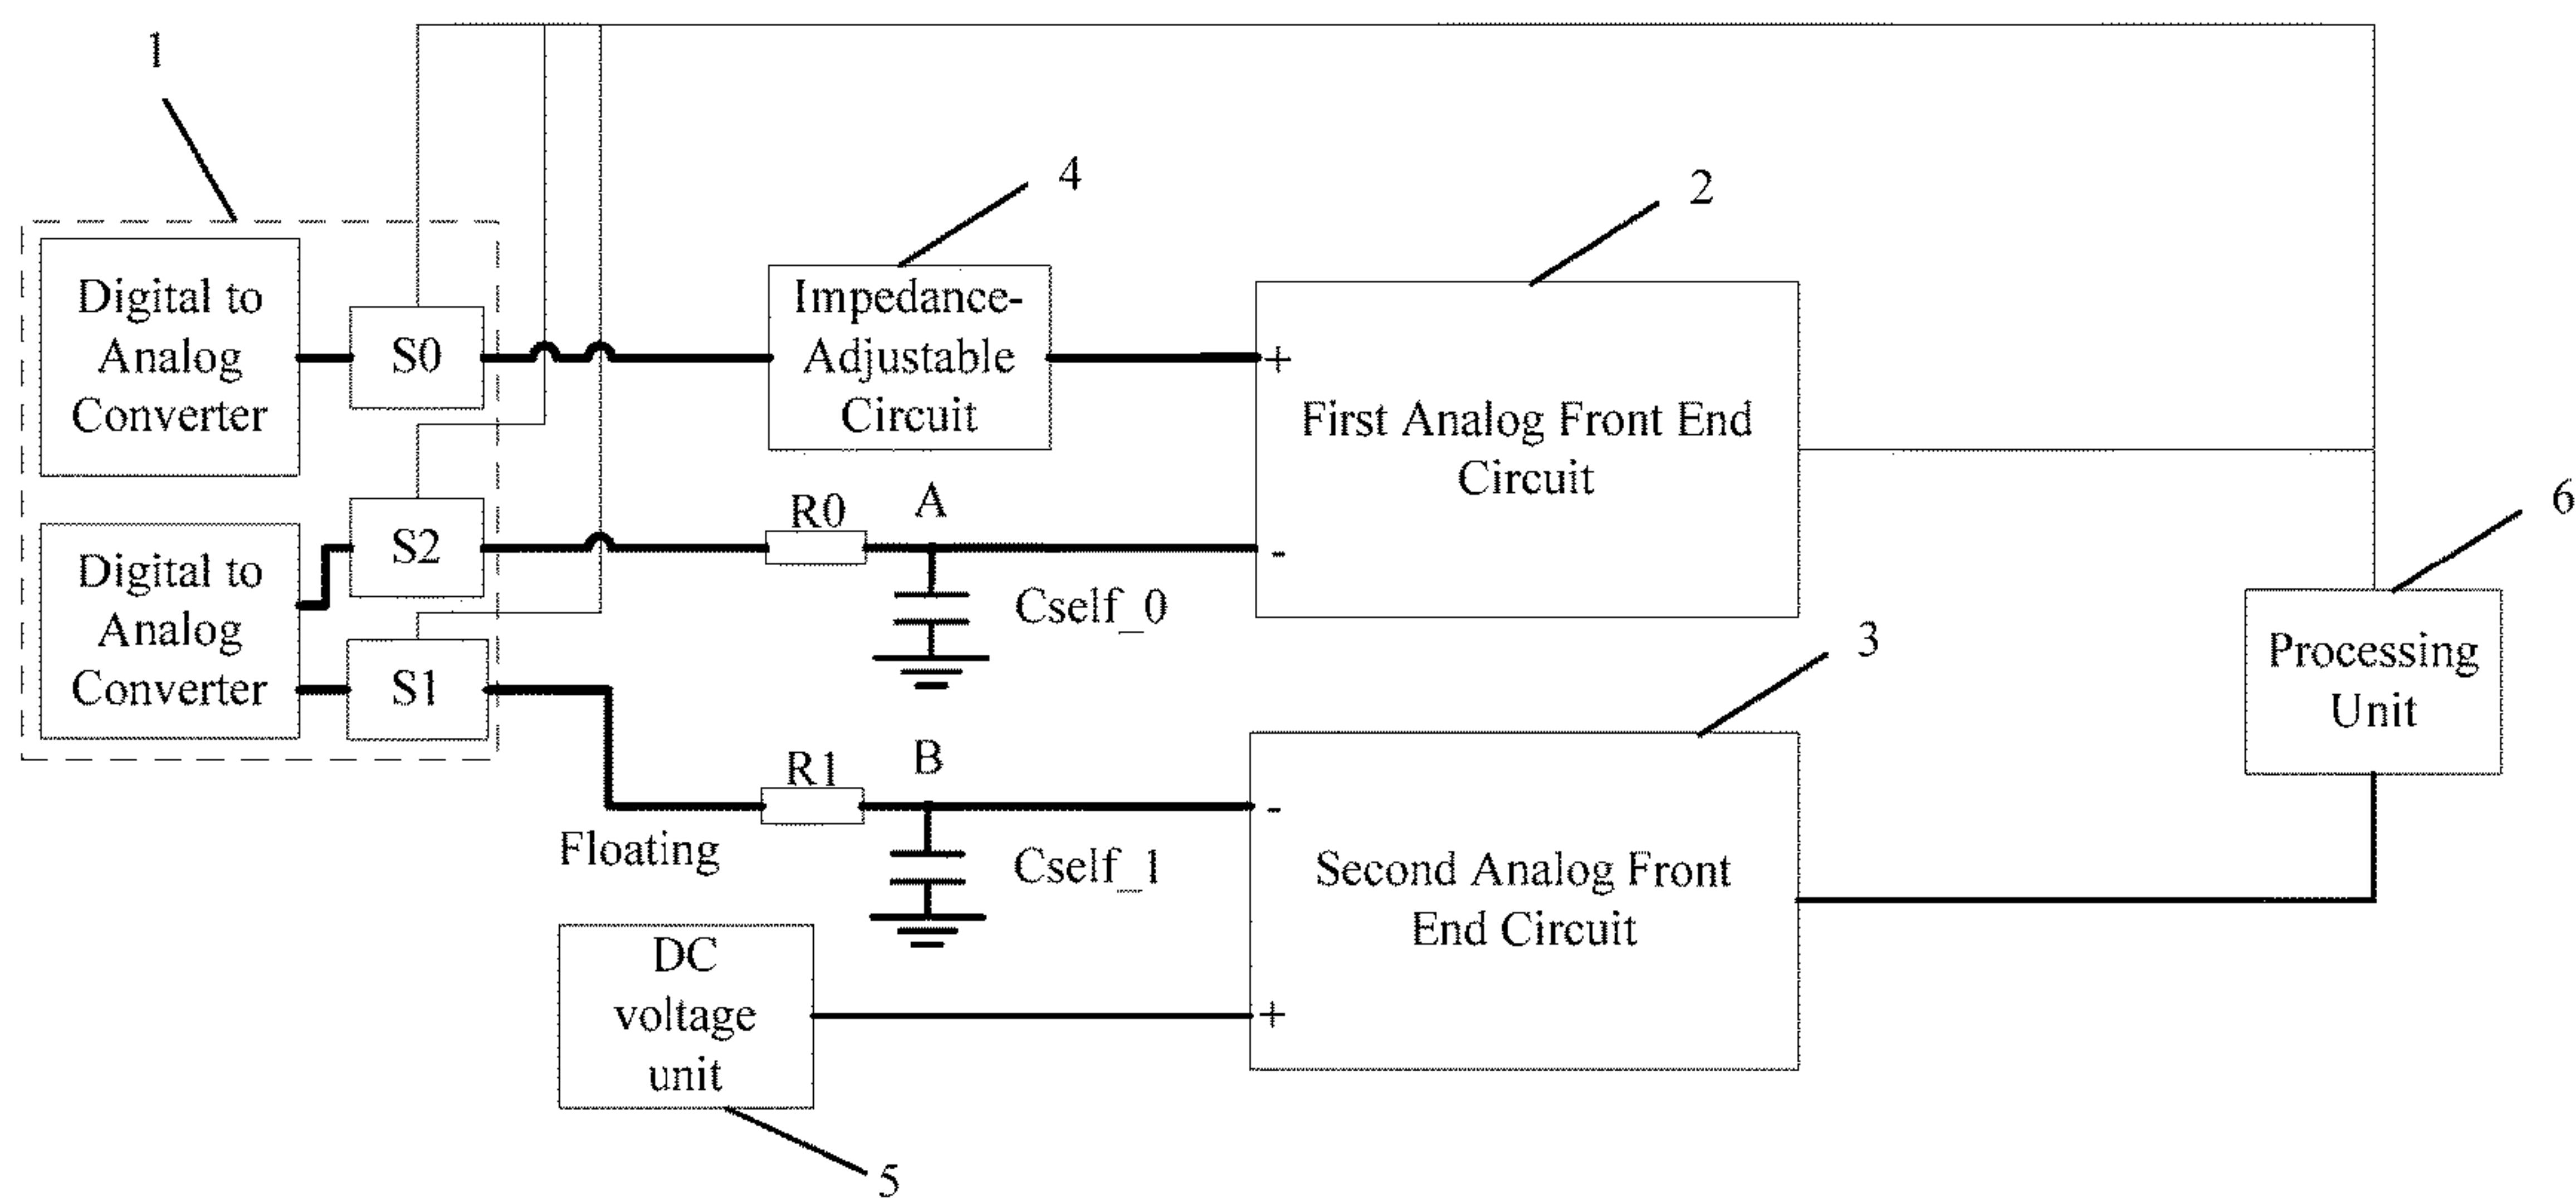 1
4
2
Digital to
Analog
Converter
S0
Impedance-
Adjustable
Circuit
+
First Analog Front End
Circuit
6
R0
A
-
Cself_0
Digital to
Analog
Converter
S2
S1
3
Processing
Unit
R1
B
-
Floating
Cself_1
Second Analog Front
End Circuit
DC
voltage
unit
+
5